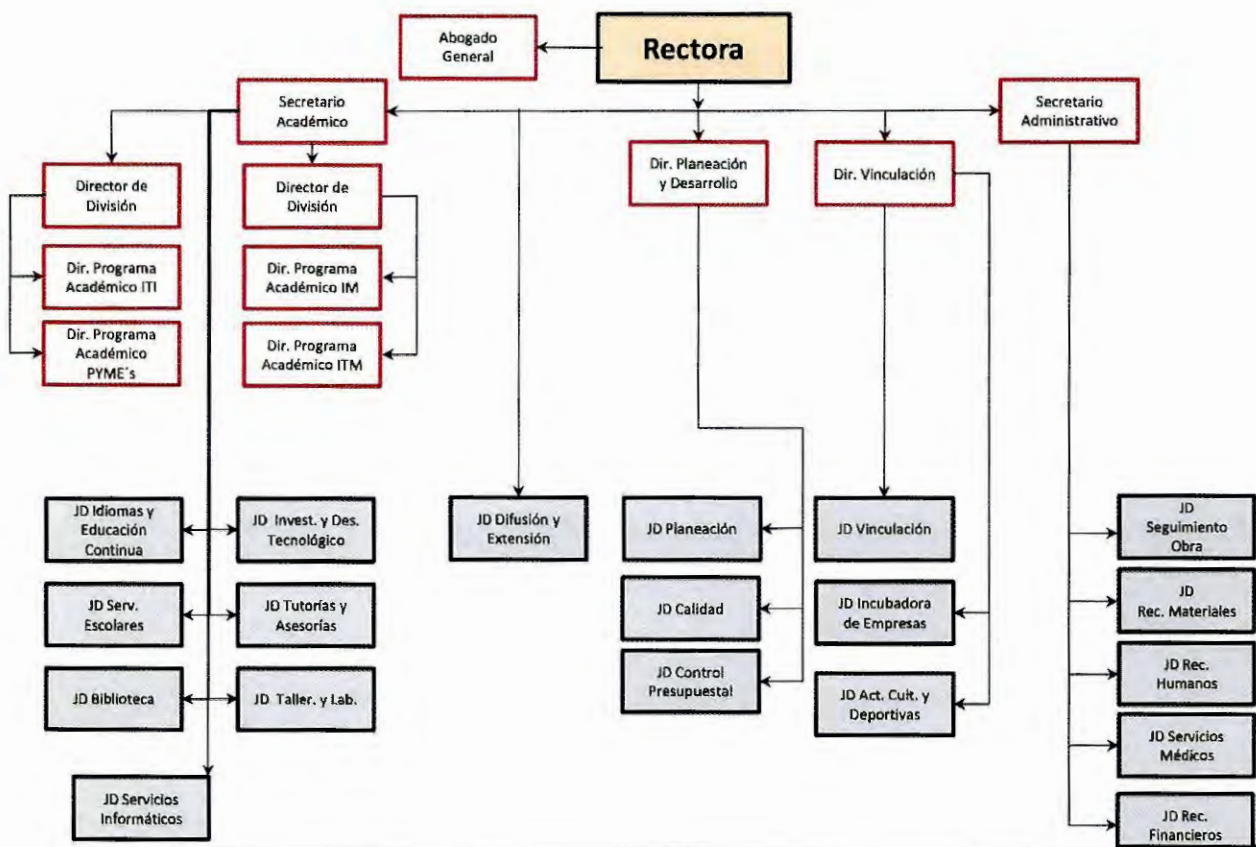 Abogado
General
Rectora
Secretario
Académico
Secretario
Administrativo
Director de
División
Director de
División
Dir. Planeación
y Desarrollo
Dir. Vinculación
Dir. Programa
Académico ITI
Dir. Programa
Académico IM
Dir. Programa
Académico
PYME´s
Dir. Programa
Académico ITM
JD Idiomas y
Educación
Continua
JD Invest. y Des.
Tecnológico
JD Difusión y
Extensión
JD Planeación
JD Vinculación
JD
Seguimiento
Obra
JD Serv.
Escolares
JD Tutorías y
Asesorías
JD Calidad
JD Incubadora
de Empresas
JD
Rec. Materiales
JD Biblioteca
JD Taller. y Lab.
JD Control
Presupuestal
JD Act. Cult. y
Deportivas
JD Rec.
Humanos
JD Servicios
Médicos
JD Servicios
Informáticos
JD Rec.
Financieros